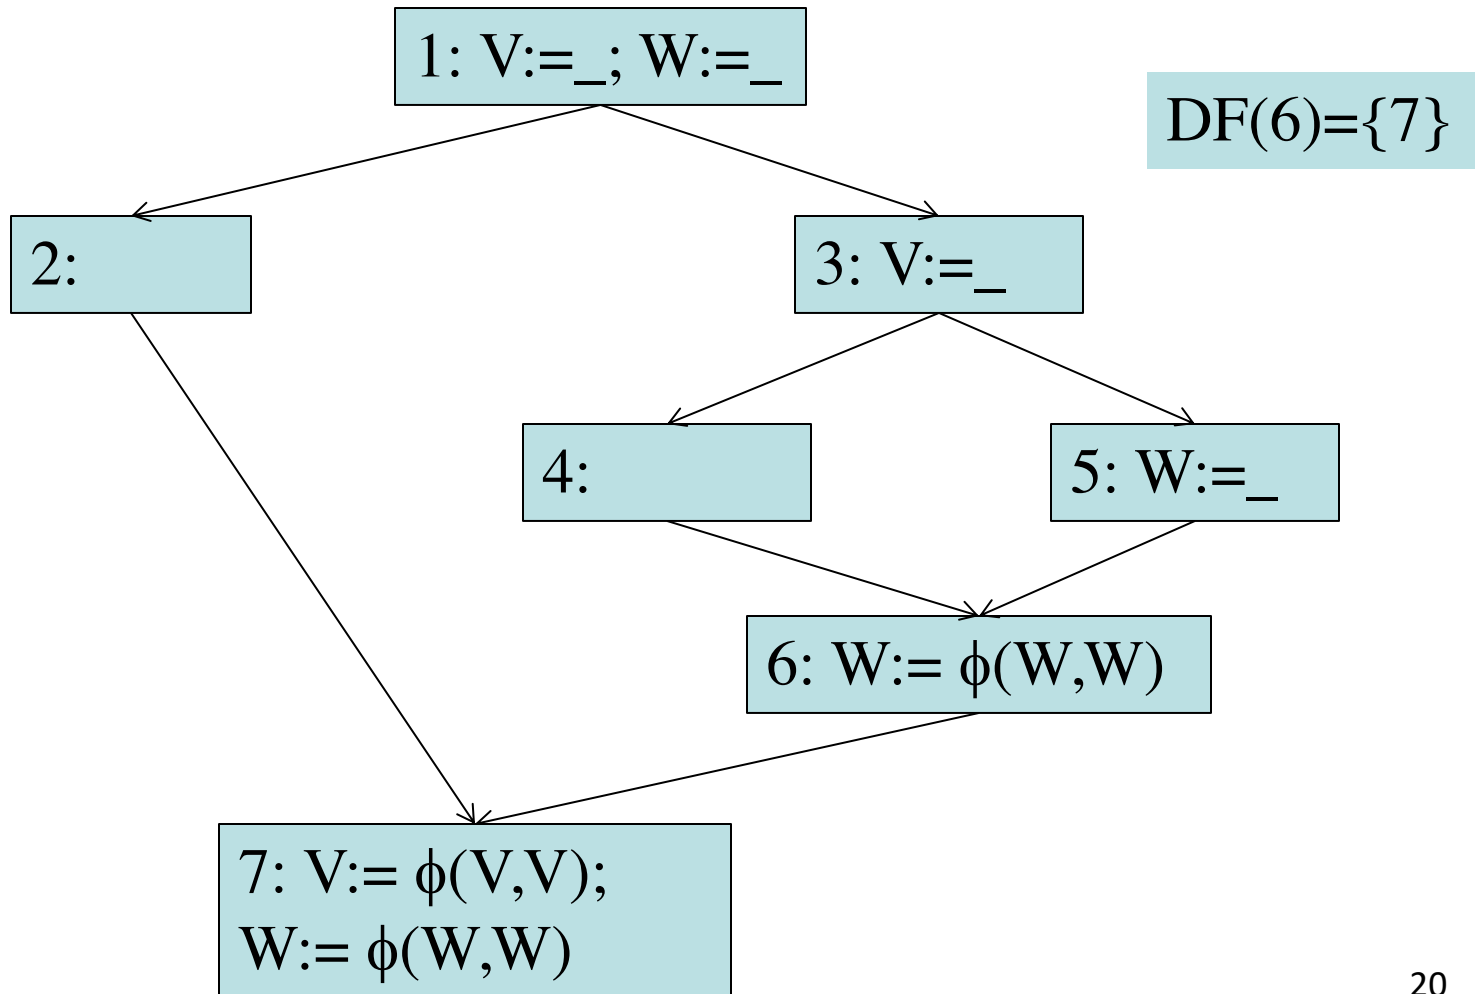 1: V:=_; W:=_
DF(6)={7}
2:
3: V:=_
4:
5: W:=_
6: W:= ϕ(W,W)
7: V:= ϕ(V,V);
W:= ϕ(W,W)
20